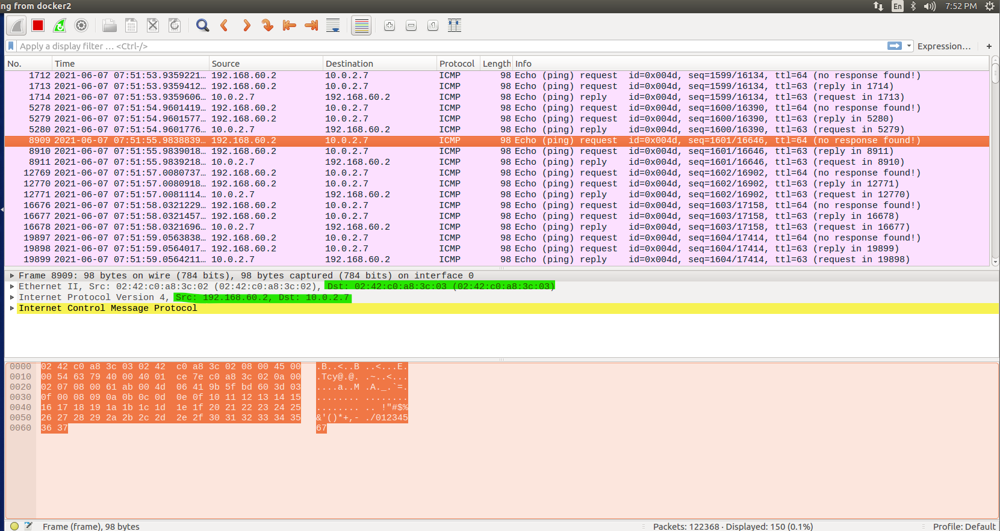 ng from docker2
En
7:52 PM
Apply a display filter … <Ctrl-/>
Expression…
+
No. Time Source Destination Protocol Length Info
1712 2021-06-07 07:51:53.9359221… 192.168.60.2 10.0.2.7 ICMP 98 Echo (ping) request id=0x004d, seq=1599/16134, ttl=64 (no response found!)
1713 2021-06-07 07:51:53.9359412… 192.168.60.2 10.0.2.7 ICMP 98 Echo (ping) request id=0x004d, seq=1599/16134, ttl=63 (reply in 1714)
1714 2021-06-07 07:51:53.9359606… 10.0.2.7 192.168.60.2 ICMP 98 Echo (ping) reply id=0x004d, seq=1599/16134, ttl=63 (request in 1713)
5278 2021-06-07 07:51:54.9601419… 192.168.60.2 10.0.2.7 ICMP 98 Echo (ping) request id=0x004d, seq=1600/16390, ttl=64 (no response found!)
5279 2021-06-07 07:51:54.9601577… 192.168.60.2 10.0.2.7 ICMP 98 Echo (ping) request id=0x004d, seq=1600/16390, ttl=63 (reply in 5280)
5280 2021-06-07 07:51:54.9601776… 10.0.2.7 192.168.60.2 ICMP 98 Echo (ping) reply id=0x004d, seq=1600/16390, ttl=63 (request in 5279)
8909 2021-06-07 07:51:55.9838839… 192.168.60.2 10.0.2.7 ICMP 98 Echo (ping) request id=0x004d, seq=1601/16646, ttl=64 (no response found!)
8910 2021-06-07 07:51:55.9839018… 192.168.60.2 10.0.2.7 ICMP 98 Echo (ping) request id=0x004d, seq=1601/16646, ttl=63 (reply in 8911)
8911 2021-06-07 07:51:55.9839218… 10.0.2.7 192.168.60.2 ICMP 98 Echo (ping) reply id=0x004d, seq=1601/16646, ttl=63 (request in 8910)
12769 2021-06-07 07:51:57.0080737… 192.168.60.2 10.0.2.7 ICMP 98 Echo (ping) request id=0x004d, seq=1602/16902, ttl=64 (no response found!)
12770 2021-06-07 07:51:57.0080918… 192.168.60.2 10.0.2.7 ICMP 98 Echo (ping) request id=0x004d, seq=1602/16902, ttl=63 (reply in 12771)
12771 2021-06-07 07:51:57.0081114… 10.0.2.7 192.168.60.2 ICMP 98 Echo (ping) reply id=0x004d, seq=1602/16902, ttl=63 (request in 12770)
16676 2021-06-07 07:51:58.0321229… 192.168.60.2 10.0.2.7 ICMP 98 Echo (ping) request id=0x004d, seq=1603/17158, ttl=64 (no response found!)
16677 2021-06-07 07:51:58.0321457… 192.168.60.2 10.0.2.7 ICMP 98 Echo (ping) request id=0x004d, seq=1603/17158, ttl=63 (reply in 16678)
16678 2021-06-07 07:51:58.0321696… 10.0.2.7 192.168.60.2 ICMP 98 Echo (ping) reply id=0x004d, seq=1603/17158, ttl=63 (request in 16677)
19897 2021-06-07 07:51:59.0563838… 192.168.60.2 10.0.2.7 ICMP 98 Echo (ping) request id=0x004d, seq=1604/17414, ttl=64 (no response found!)
19898 2021-06-07 07:51:59.0564017… 192.168.60.2 10.0.2.7 ICMP 98 Echo (ping) request id=0x004d, seq=1604/17414, ttl=63 (reply in 19899)
19899 2021-06-07 07:51:59.0564211… 10.0.2.7 192.168.60.2 ICMP 98 Echo (ping) reply id=0x004d, seq=1604/17414, ttl=63 (request in 19898)
Frame 8909: 98 bytes on wire (784 bits), 98 bytes captured (784 bits) on interface 0
Ethernet II, Src: 02:42:c0:a8:3c:02 (02:42:c0:a8:3c:02), Dst: 02:42:c0:a8:3c:03 (02:42:c0:a8:3c:03)
Internet Protocol Version 4, Src: 192.168.60.2, Dst: 10.0.2.7
Internet Control Message Protocol
0000 02 42 c0 a8 3c 03 02 42 c0 a8 3c 02 08 00 45 00 .B..<..B ..<...E.
0010 00 54 63 79 40 00 40 01 ce 7e c0 a8 3c 02 0a 00 .Tcy@.@. .~..<...
0020 02 07 08 00 61 ab 00 4d 06 41 9b 5f bd 60 3d 03 ....a..M .A._.`=.
0030 0f 00 08 09 0a 0b 0c 0d 0e 0f 10 11 12 13 14 15 ........ ........
0040 16 17 18 19 1a 1b 1c 1d 1e 1f 20 21 22 23 24 25 ........ .. !"#$%
0050 26 27 28 29 2a 2b 2c 2d 2e 2f 30 31 32 33 34 35 &'()*+,- ./012345
0060 36 37 67
Frame (frame), 98 bytes
Packets: 122368 · Displayed: 150 (0.1%)
Profile: Default